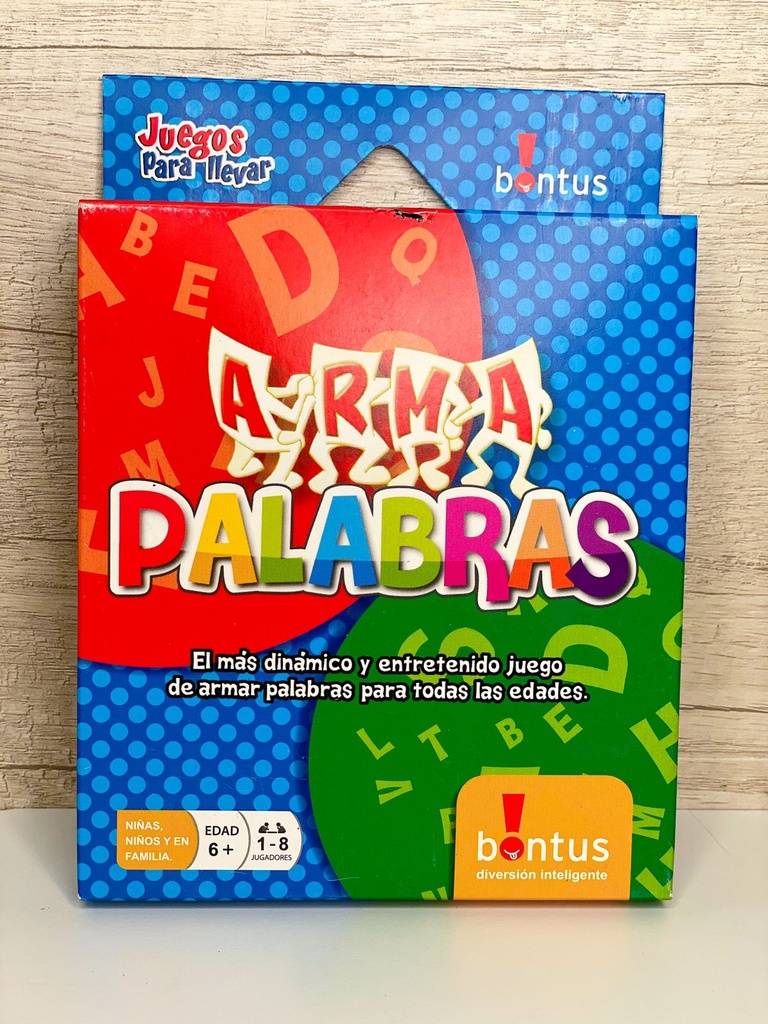 Juegos
Para llevar
bontus
ARMA
PALABRAS
El más dinámico y entretenido juego
de armar palabras para todas las edades.
NIÑAS,
NIÑOS Y EN
FAMILIA.
EDAD
6 +
1 - 8
JUGADORES
bontus
diversión inteligente